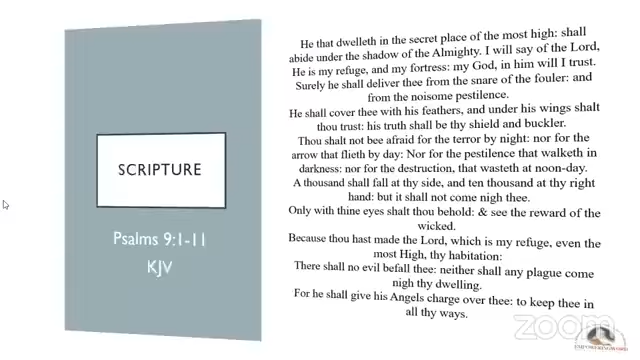 SCRIPTURE
Psalms 9:1-11
KJV
He that dwelleth in the secret place of the most high: shall
abide under the shadow of the Almighty. I will say of the Lord,
He is my refuge, and my fortress: my God, in him will I trust.
Surely he shall deliver thee from the snare of the fouler: and
from the noisome pestilence.
He shall cover thee with his feathers, and under his wings shalt
thou trust: his truth shall be thy shield and buckler.
Thou shalt not bee afraid for the terror by night: nor for the
arrow that flieth by day: Nor for the pestilence that walketh in
darkness: nor for the destruction, that wasteth at noon-day.
A thousand shall fall at thy side, and ten thousand at thy right
hand: but it shall not come nigh thee.
Only with thine eyes shalt thou behold: & see the reward of the
wicked.
Because thou hast made the Lord, which is my refuge, even the
most High, thy habitation:
There shall no evil befall thee: neither shall any plague come
nigh thy dwelling.
For he shall give his Angels charge over thee: to keep thee in
all thy ways.
zoom